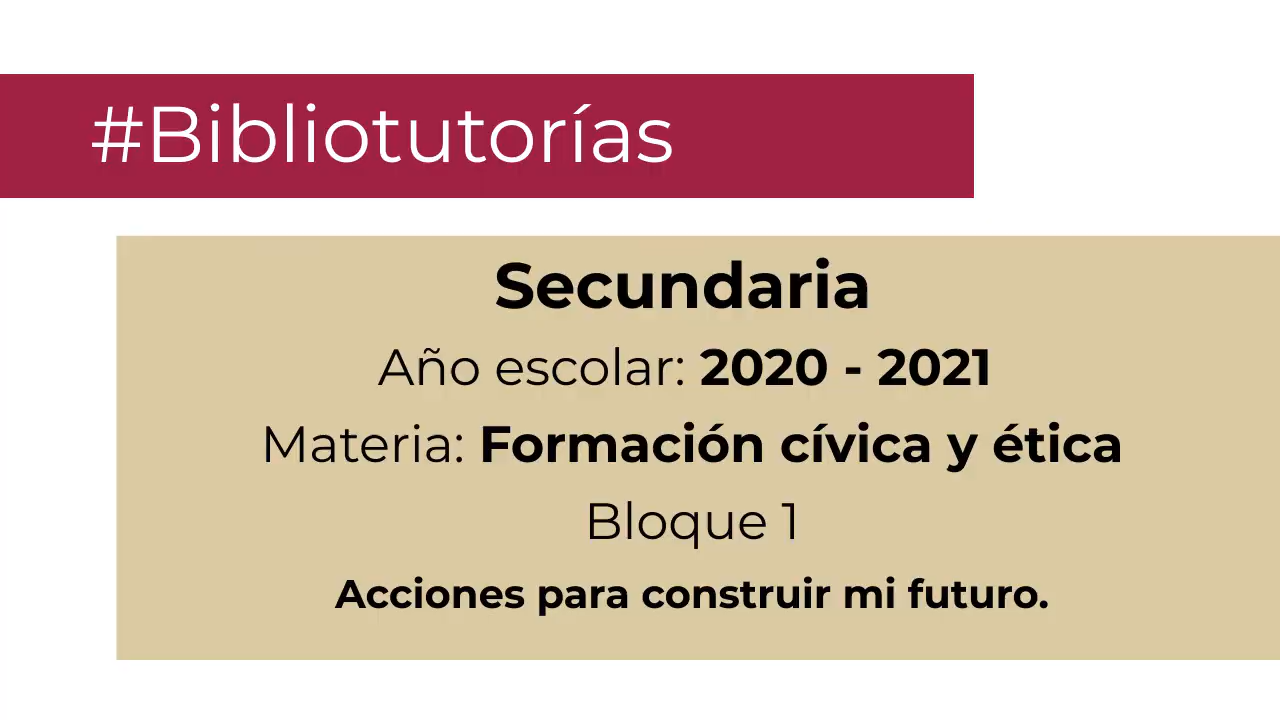 #Bibliotutorías
Secundaria
Año escolar: 2020 - 2021
Materia: Formación cívica y ética
Bloque 1
Acciones para construir mi futuro.